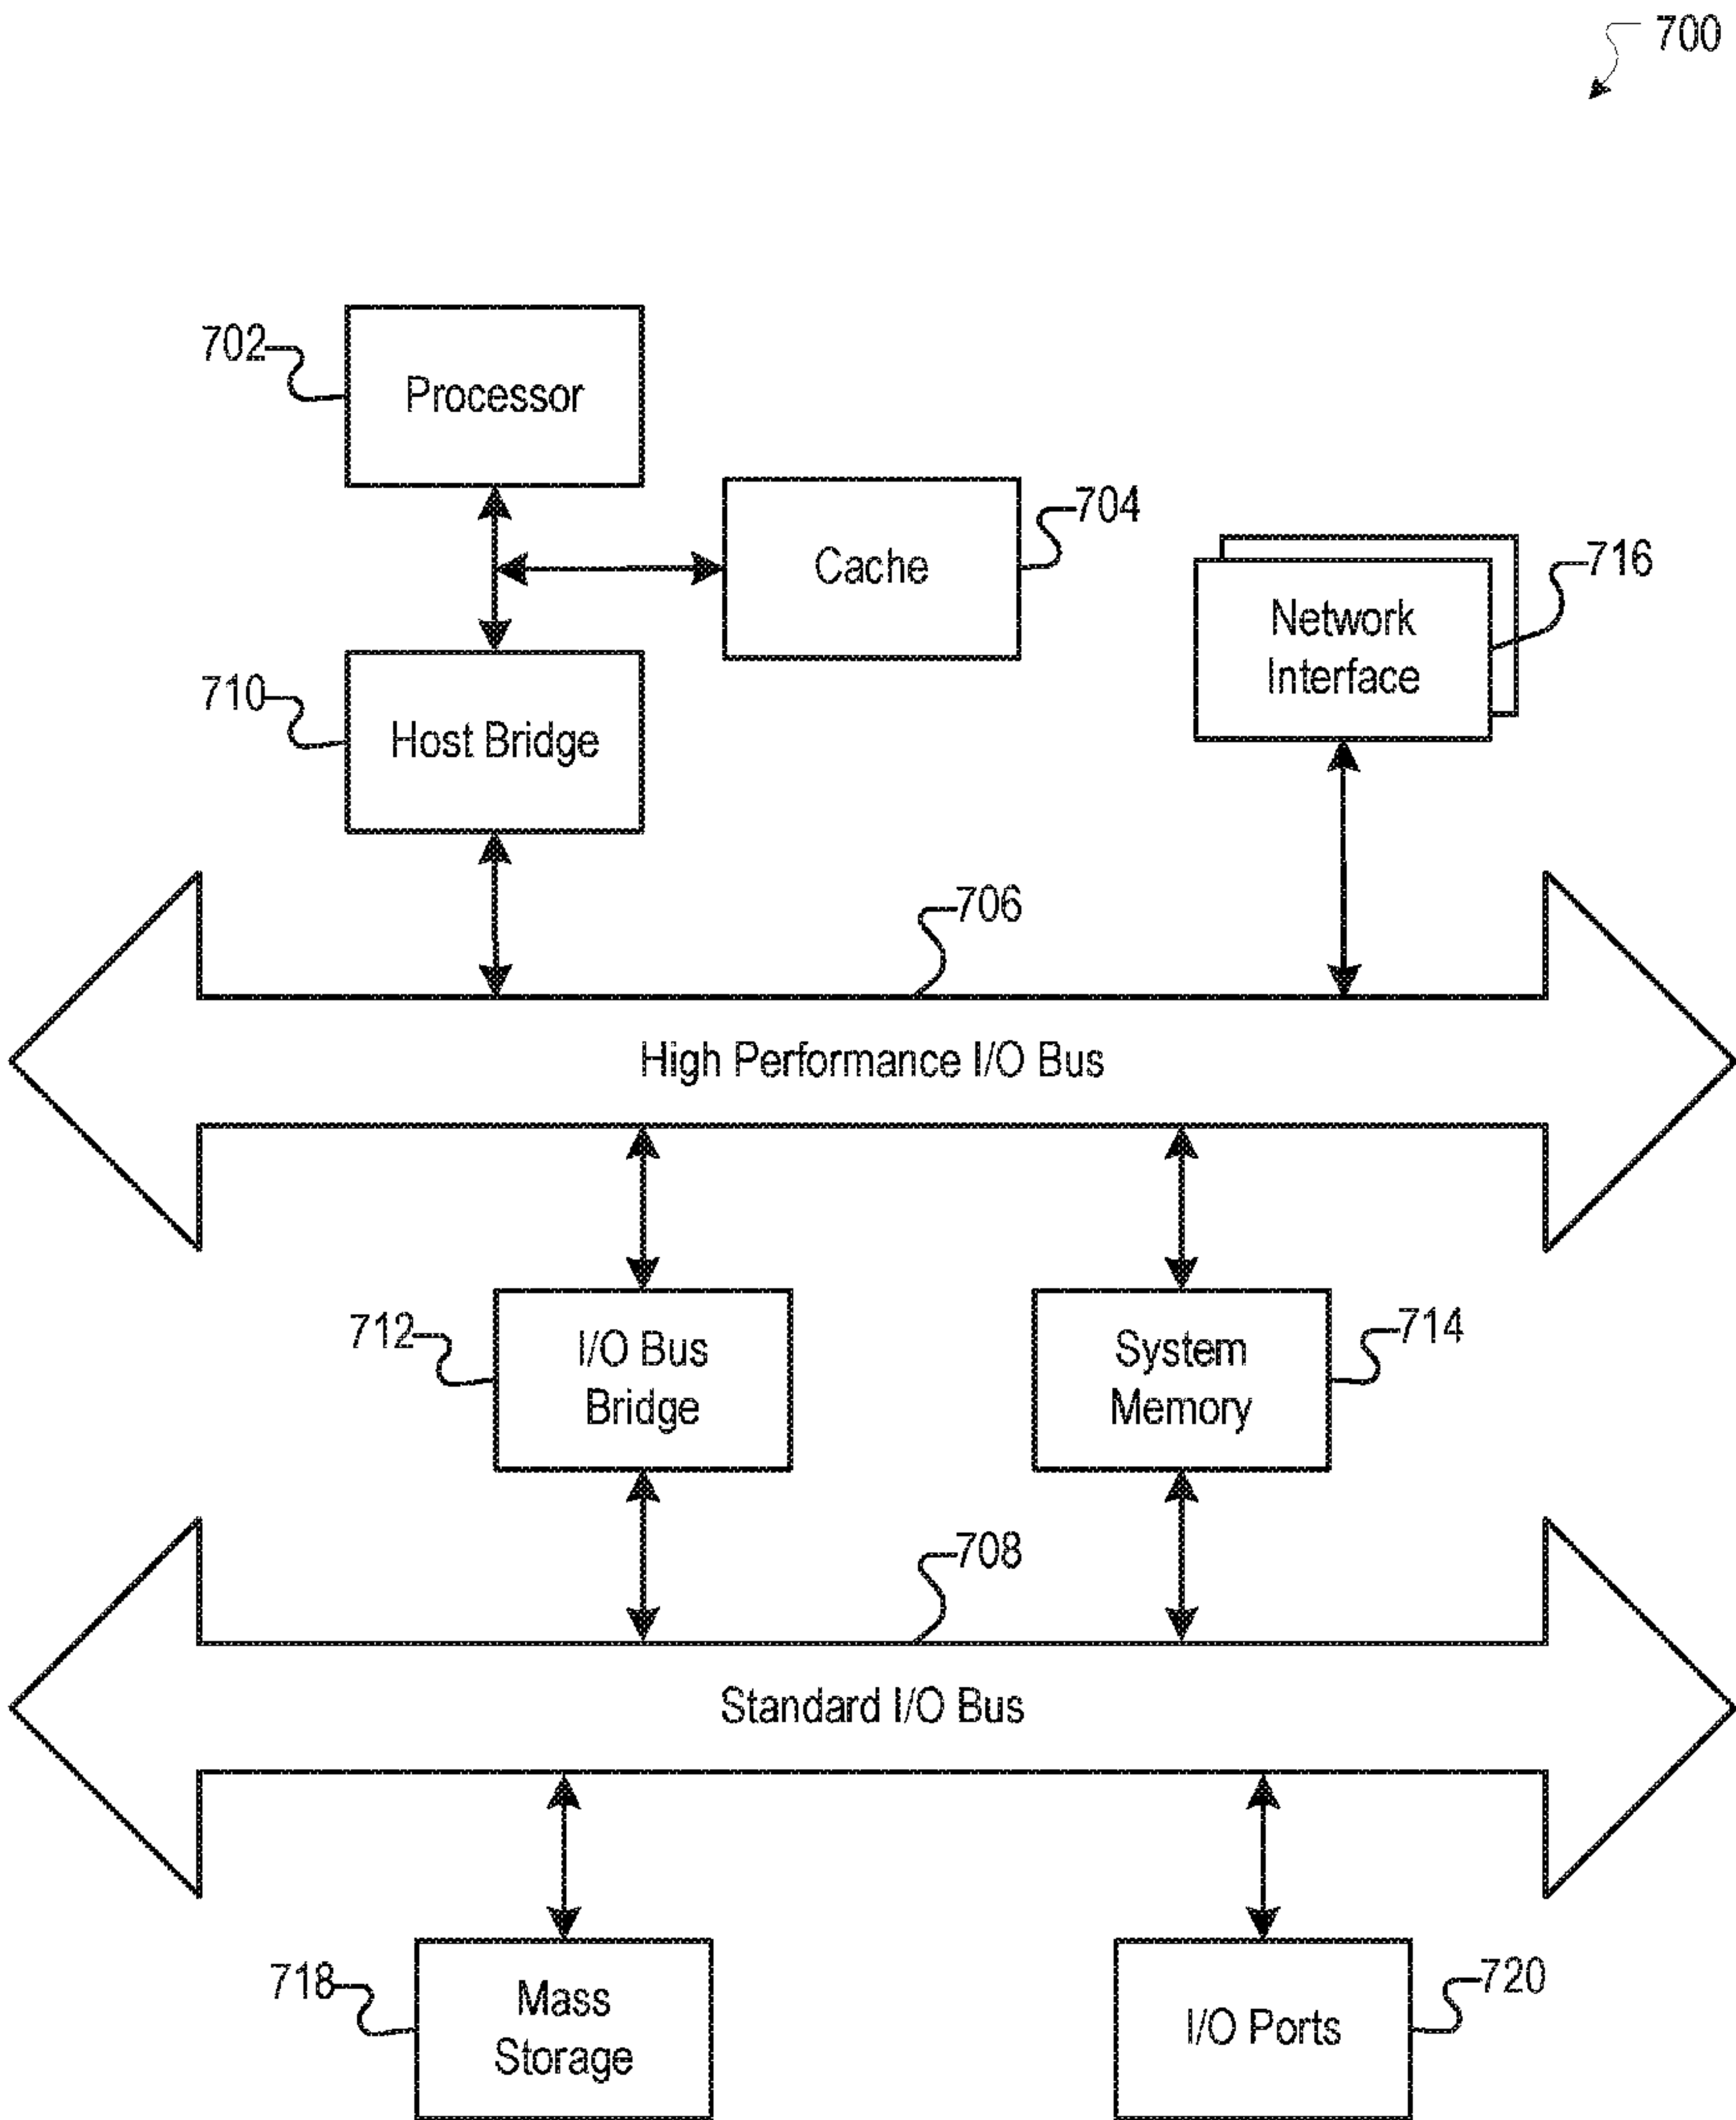 700
702
Processor
704
Cache
716
Network
Interface
710
Host Bridge
706
High Performance I/O Bus
712
I/O Bus
Bridge
System
Memory
714
708
Standard I/O Bus
718
Mass
Storage
I/O Ports
720